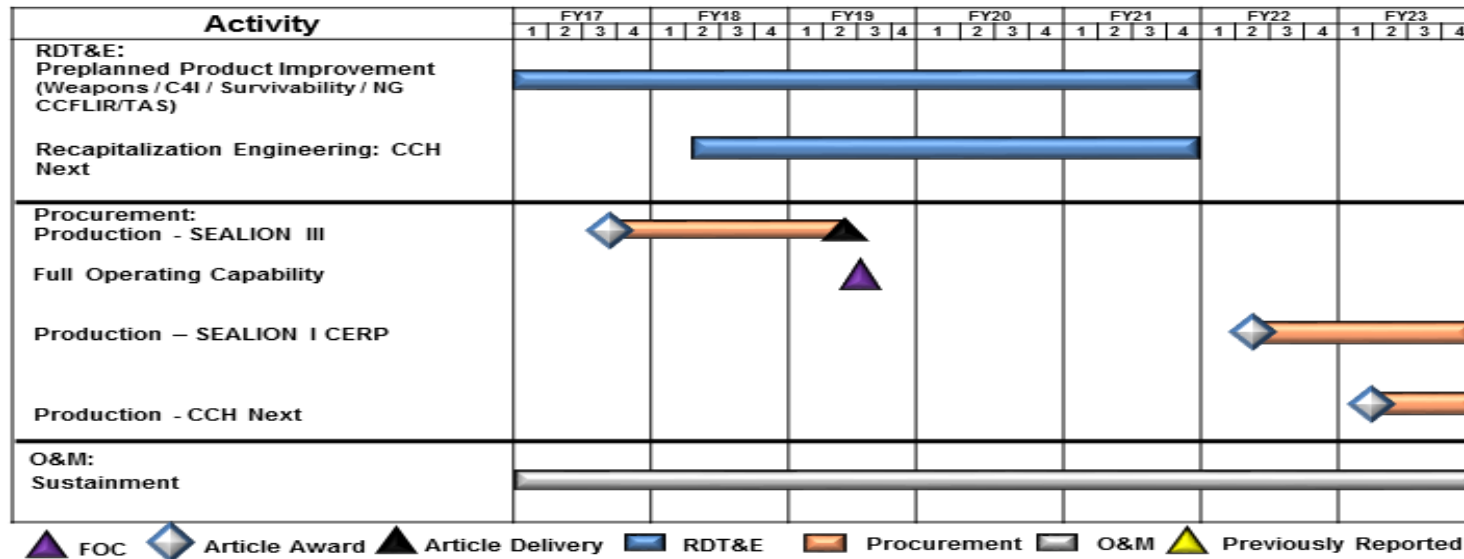 Activity
FY17 FY18 FY19 FY20 FY21 FY22 FY23
1 2 3 4 1 2 3 4 1 2 3 4 1 2 3 4 1 2 3 4 1 2 3 4 1 2 3 4
RDT&E:
Preplanned Product Improvement
(Weapons / C4I / Survivability / NG
CCFLIR/TAS)
Recapitalization Engineering: CCH
Next
Procurement:
Production - SEALION III
Full Operating Capability
Production – SEALION I CERP
Production - CCH Next
O&M:
Sustainment
FOC Article Award Article Delivery RDT&E Procurement O&M Previously Reported